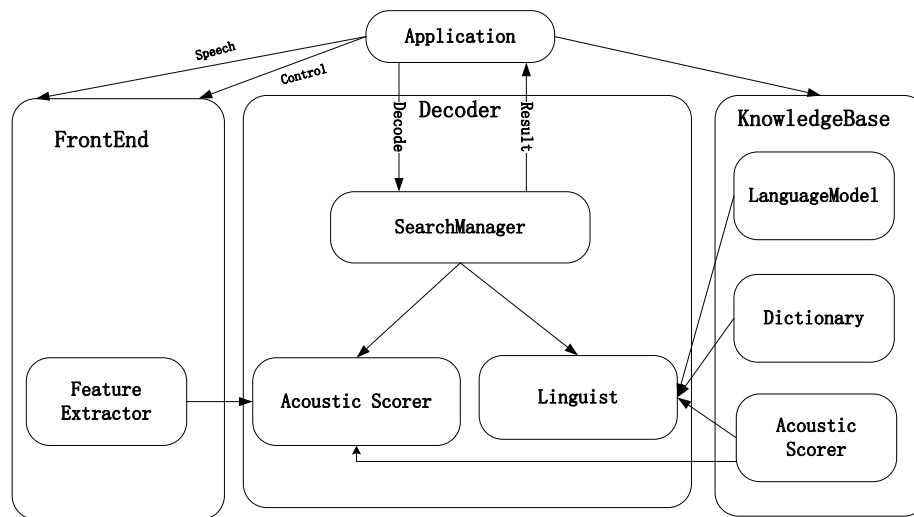 Application
Speech
Control
FrontEnd
Decoder
Decode
Result
KnowledgeBase
LanguageModel
SearchManager
Dictionary
Feature
Extractor
Acoustic Scorer
Linguist
Acoustic
Scorer